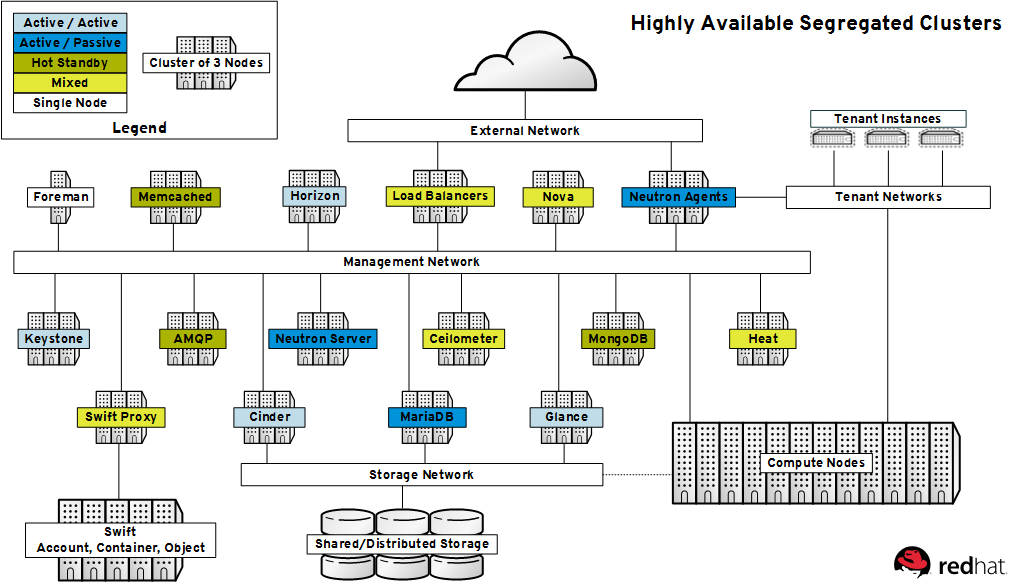 Active / Active
Active / Passive
Hot Standby
Mixed
Single Node
Cluster of 3 Nodes
Legend
Highly Available Segregated Clusters
External Network
Tenant Instances
Foreman
Memcached
Horizon
Load Balancers
Nova
Neutron Agents
Tenant Networks
Management Network
Keystone
AMQP
Neutron Server
Ceilometer
MongoDB
Heat
Swift Proxy
Cinder
MariaDB
Glance
Compute Nodes
Storage Network
Swift
Account, Container, Object
Shared/Distributed Storage
redhat.